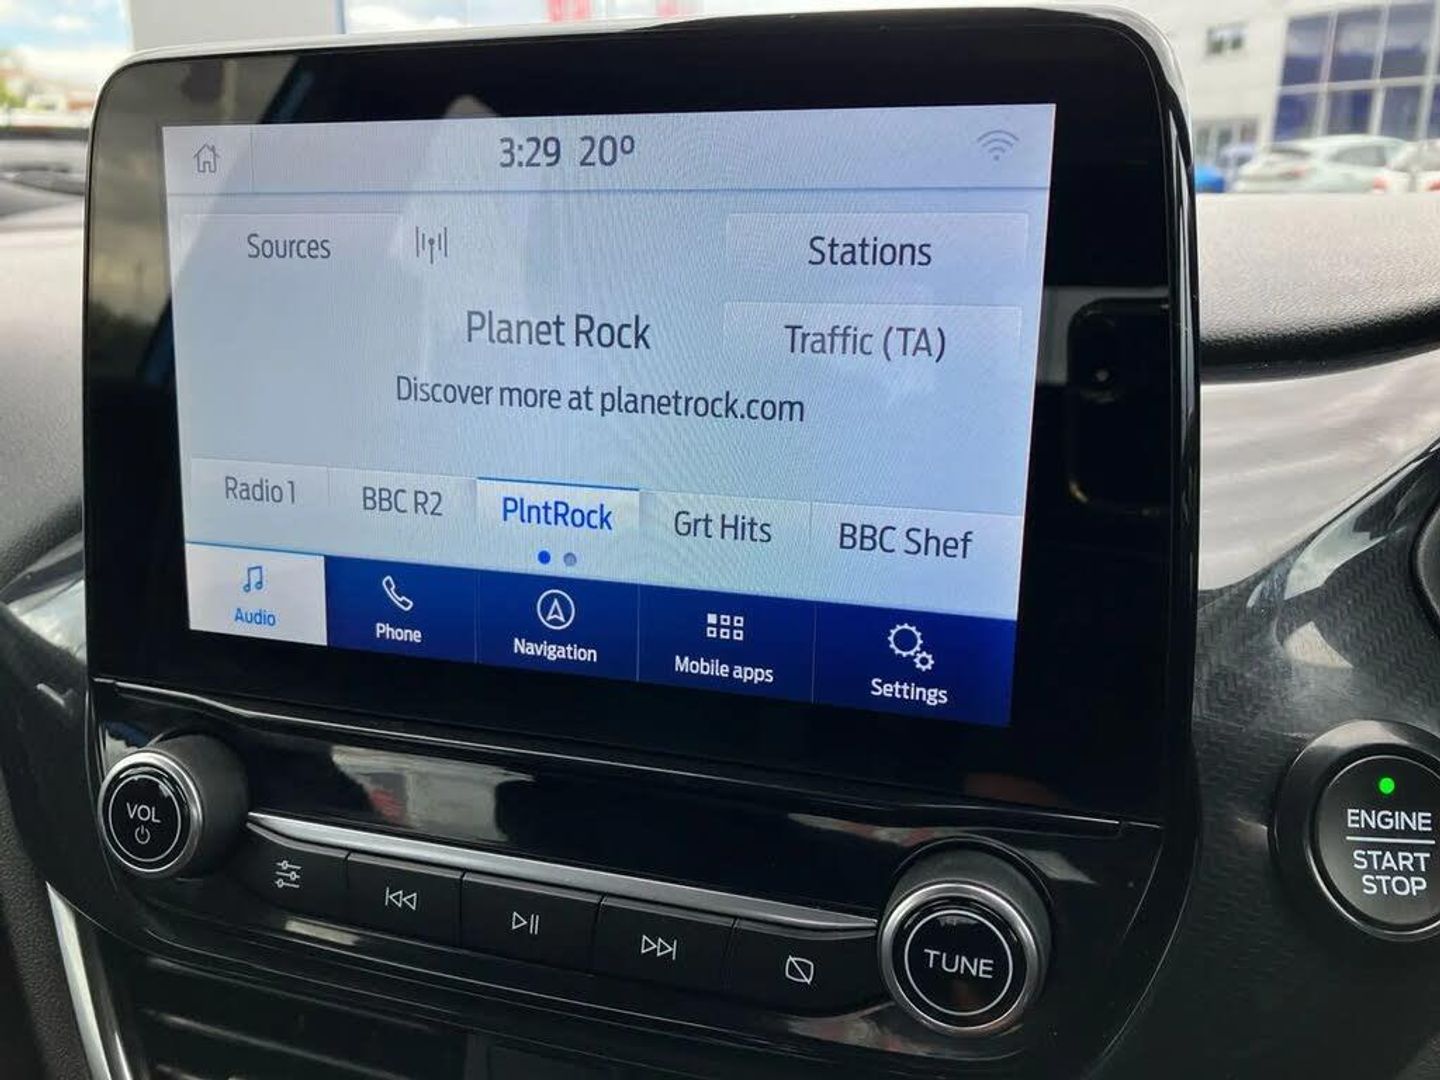 3:29 20º
Sources
Stations
Planet Rock
Traffic (TA)
Discover more at planetrock.com
Radio 1
BBC R2
PlntRock
Grt Hits
BBC Shef
Audio
Phone
Navigation
Mobile apps
Settings
VOL
TUNE
ENGINE
START
STOP